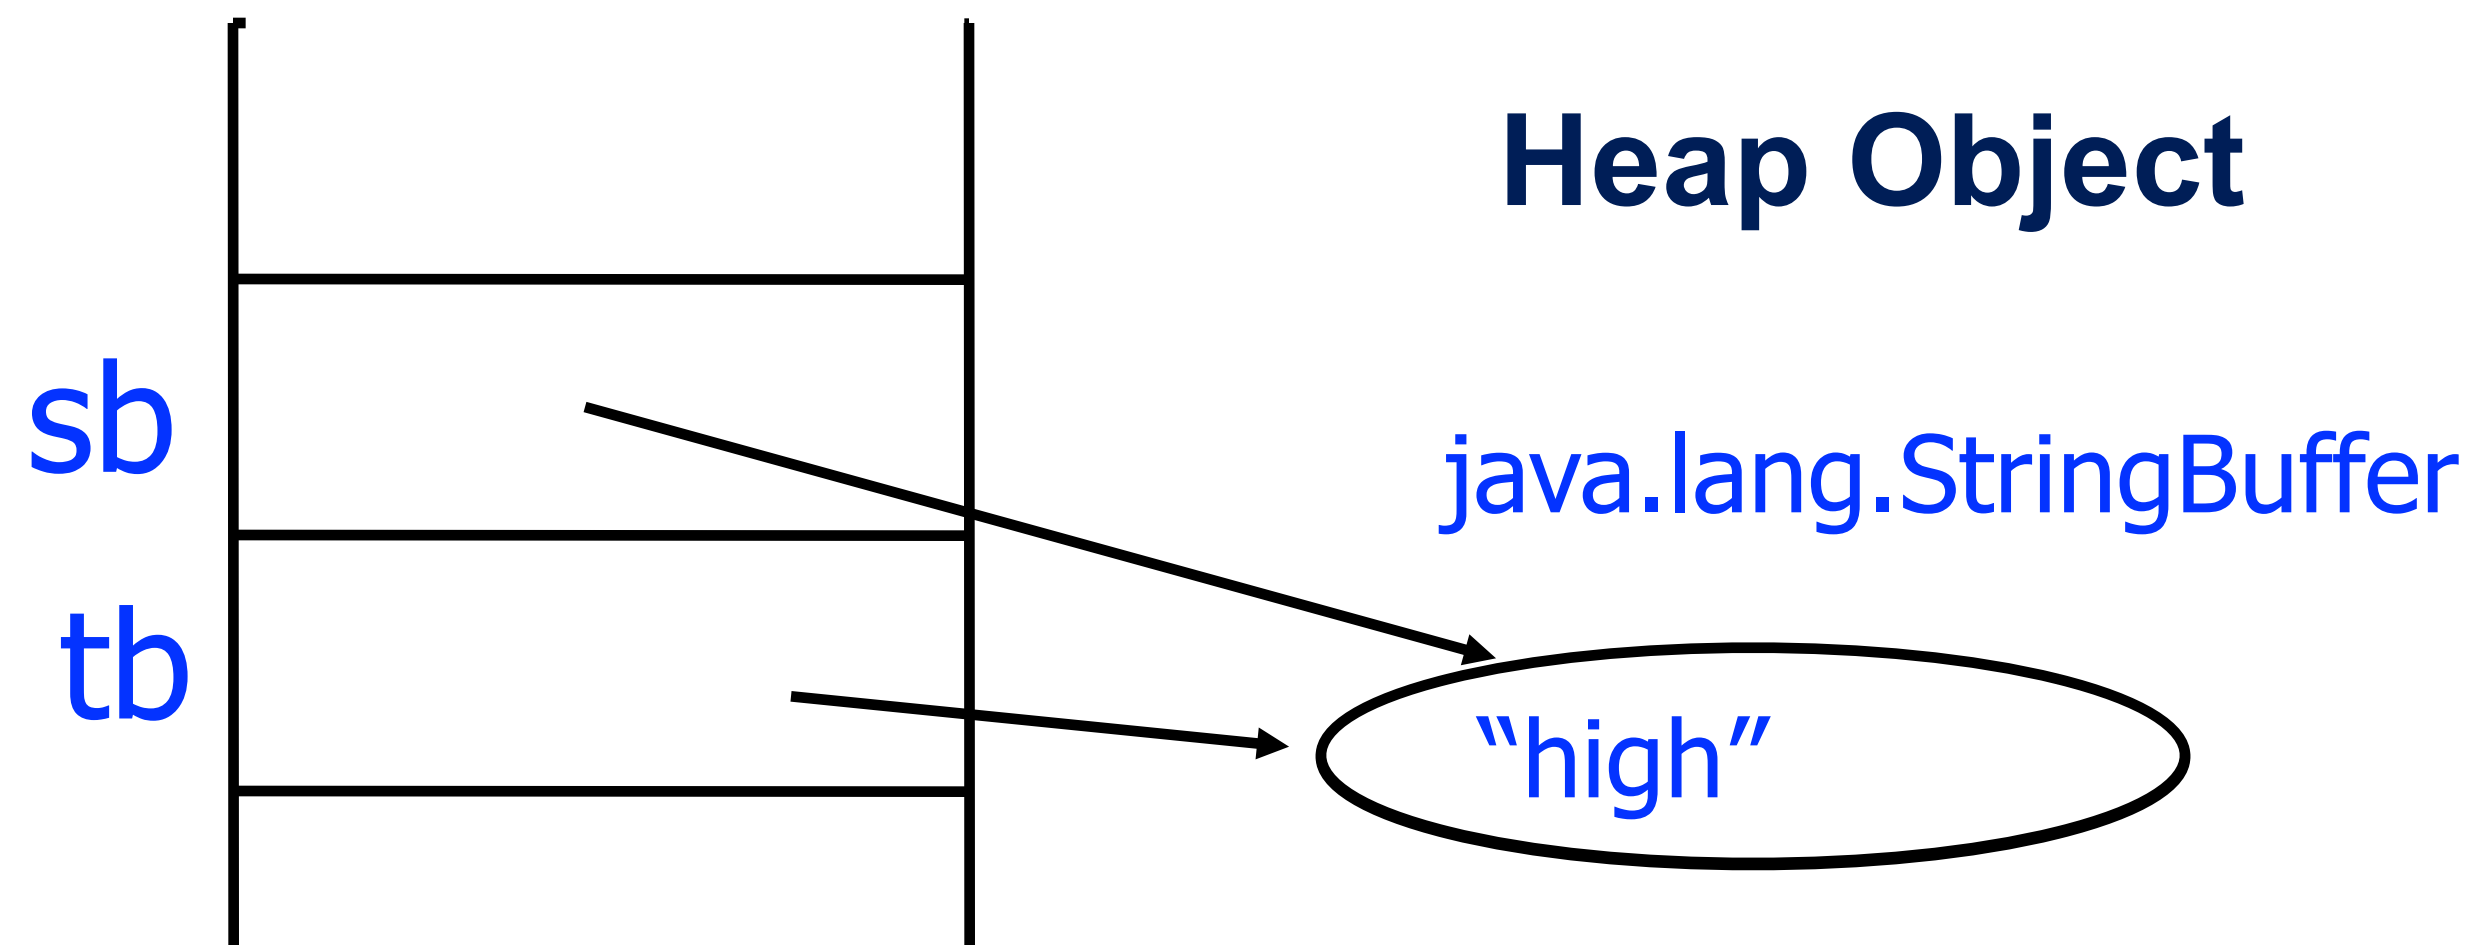 Heap Object
sb
java.lang.StringBuffer
tb
“high”